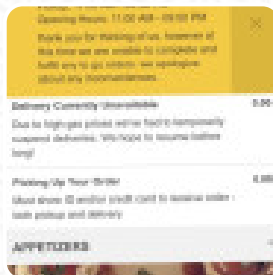 Opening Hours: 11:00 AM - 09:00 PM
thank you for thinking of us. however at
this time we are unable to complete and
fulfill any to go orders. we apologize
about any inconveniences.
Delivery Currently Unavailable 0.00
Due to high gas prices we've had to temporarily
suspend deliveries. We hope to resume before
long!
Picking Up Your Order
Must show ID and/or credit card to receive order -
both pickup and delivery
APPETIZERS